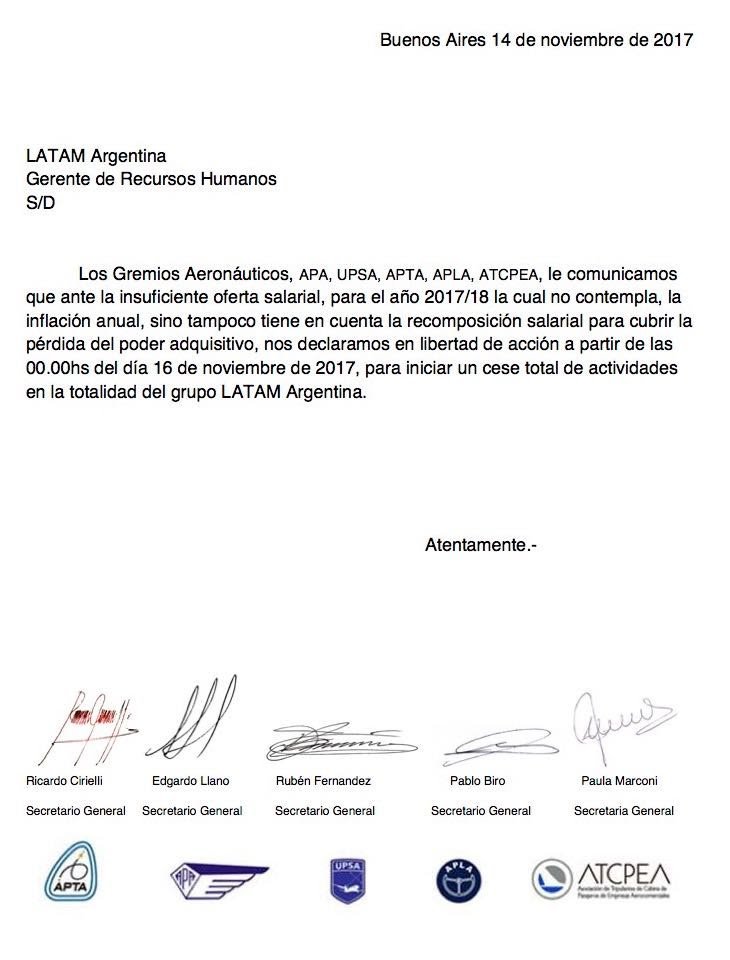 Buenos Aires 14 de noviembre de 2017
LATAM Argentina
Gerente de Recursos Humanos
S/D
Los Gremios Aeronáuticos, APA, UPSA, APTA, APLA, ATCPEA, le comunicamos
que ante la insuficiente oferta salarial, para el año 2017/18 la cual no contempla, la
inflación anual, sino tampoco tiene en cuenta la recomposición salarial para cubrir la
pérdida del poder adquisitivo, nos declaramos en libertad de acción a partir de las
00.00hs del día 16 de noviembre de 2017, para iniciar un cese total de actividades
en la totalidad del grupo LATAM Argentina.
Atentamente.-
Ricardo Cirielli Edgardo Llano Rubén Fernandez Pablo Biro Paula Marconi
Secretario General Secretario General Secretario General Secretario General Secretaria General
APTA APA UPSA APLA ATCPEA
Asociación de Tripulantes de Cabina de
Pasajeros de Empresas Aerocomerciales